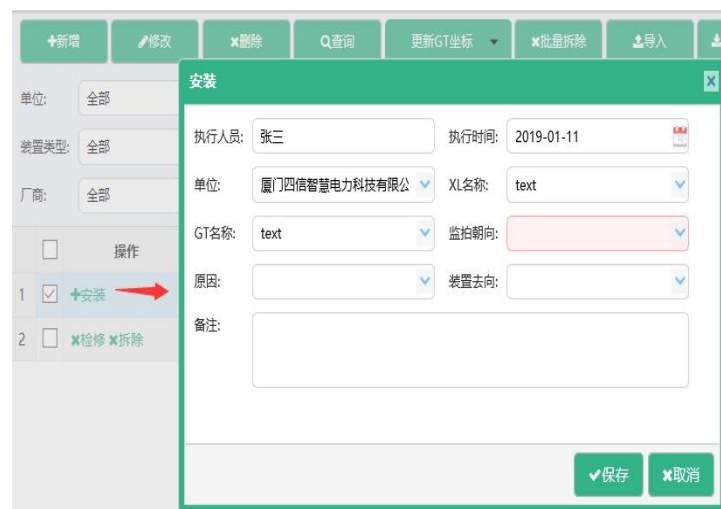 新增 修改 删除 查询 更新GT坐标 批量拆除 导入
安装
单位: 全部
装置类型: 全部
厂商: 全部
操作
1 安装
2 检修 拆除
执行人员: 张三 执行时间: 2019-01-11
单位: 厦门四信智慧电力科技有限公 XL名称: text
GT名称: text 监拍朝向:
原因: 装置去向:
备注:
保存 取消